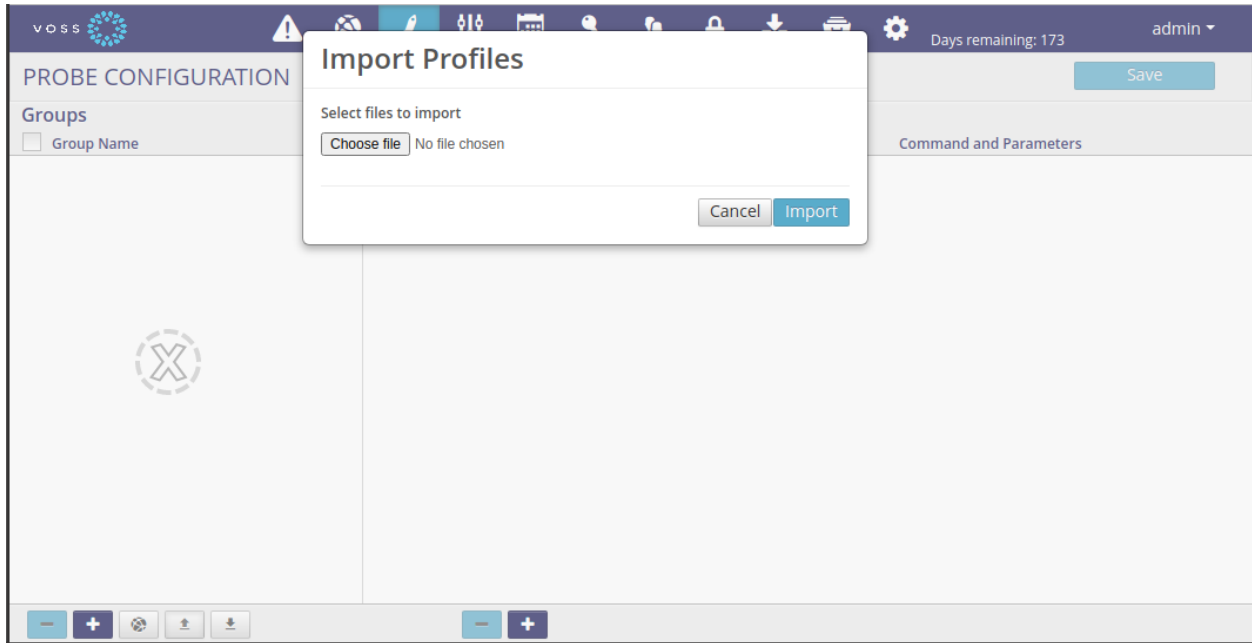 voss
Days remaining: 173
admin
PROBE CONFIGURATION
Save
Import Profiles
Groups
Group Name
Select files to import
Choose file No file chosen
Command and Parameters
Cancel Import